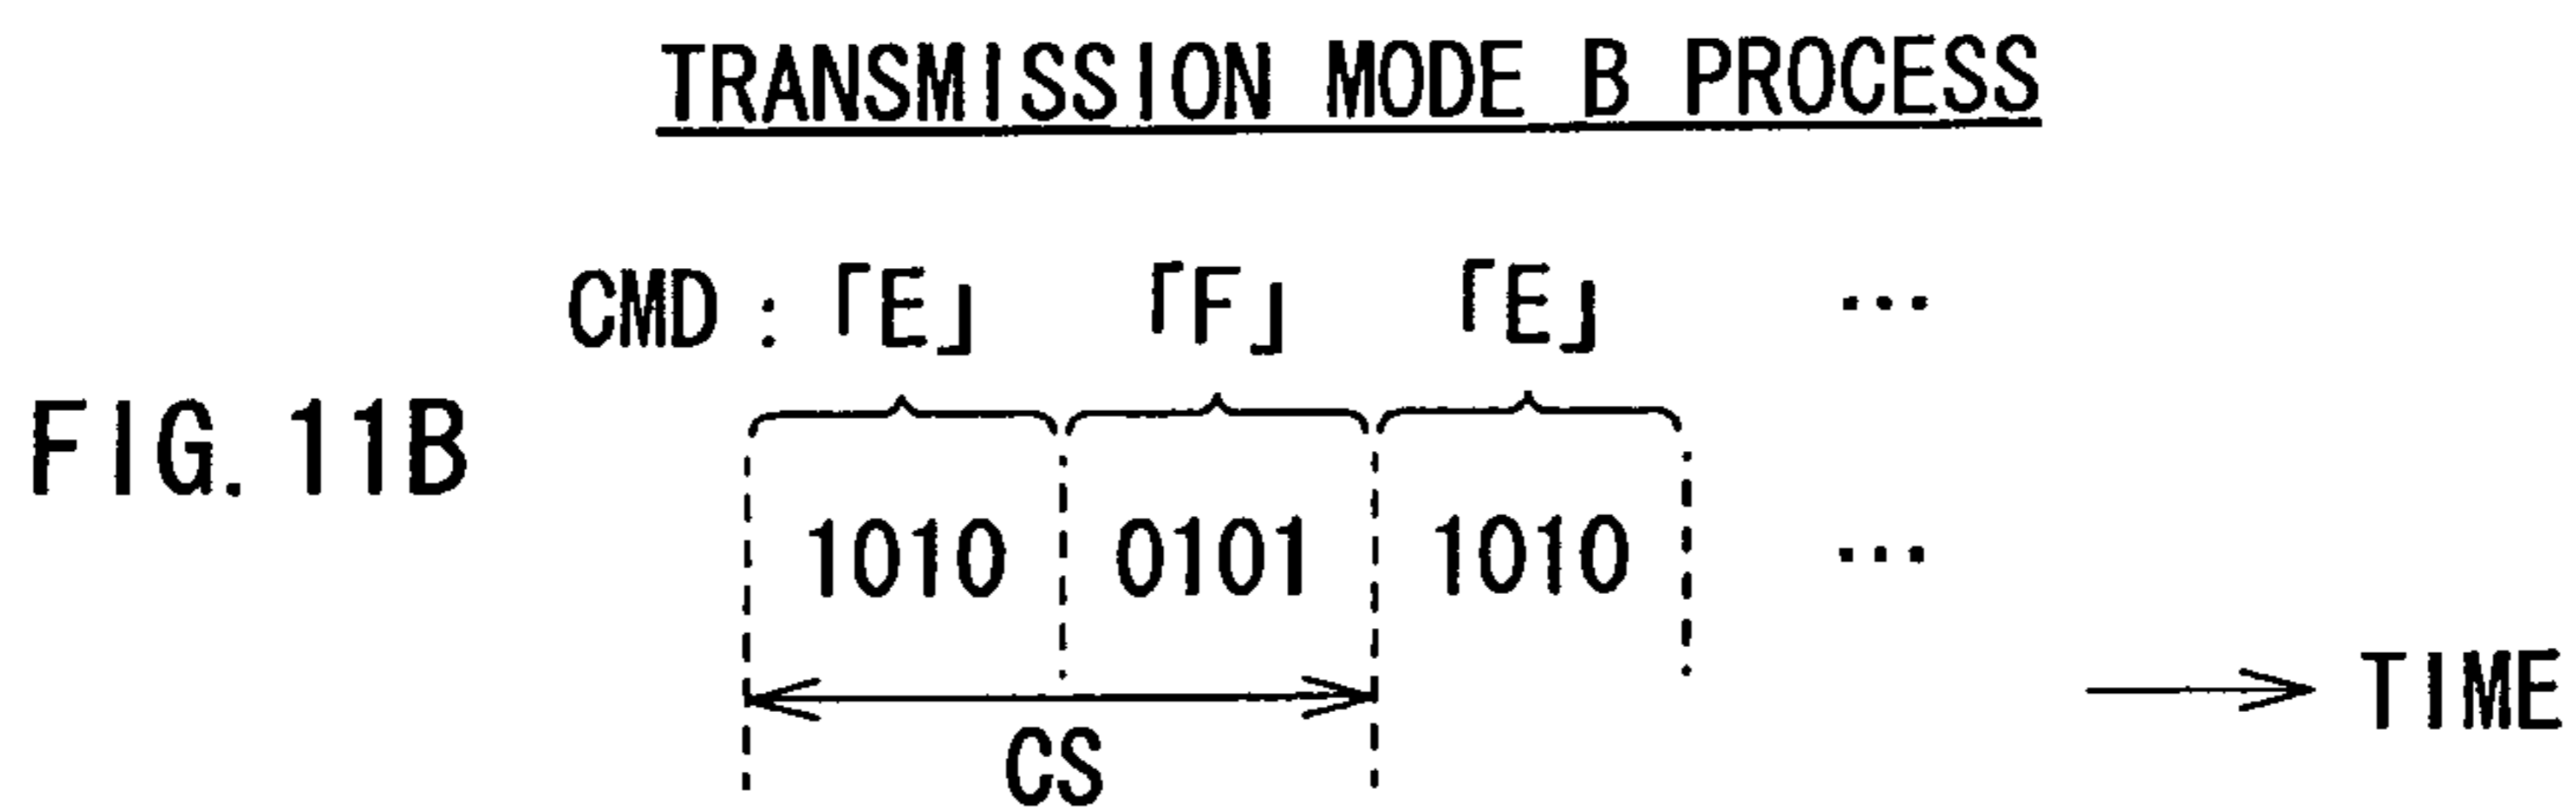 TRANSMISSION MODE B PROCESS
CMD : 「E」 「F」 「E」 ...
FIG. 11B
1010 0101 1010 ...
TIME
CS